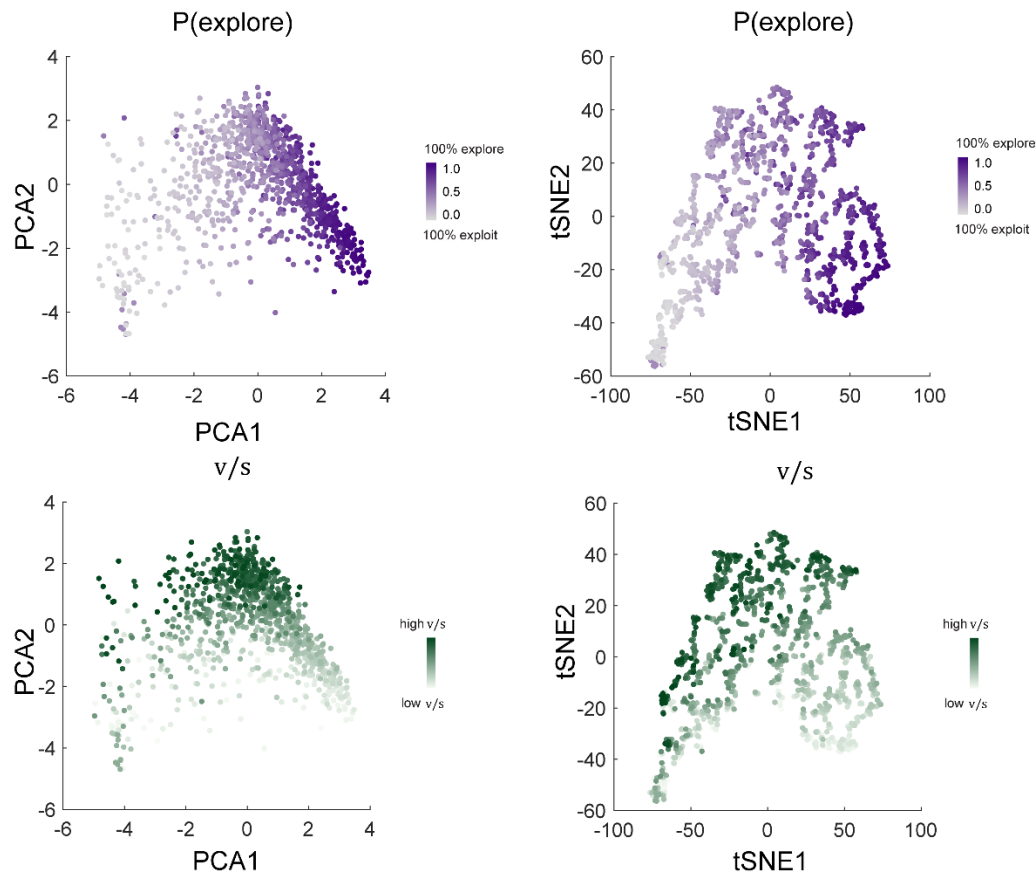 P(explore)
4
2
0
-2
-4
-6
PCA2
-6
-4
-2
0
2
4
PCA1
100% explore
1.0
0.5
0.0
100% exploit
P(explore)
60
40
20
0
-20
-40
-60
tSNE2
-100
-50
0
50
100
tSNE1
100% explore
1.0
0.5
0.0
100% exploit
v/s
4
2
0
-2
-4
-6
PCA2
-6
-4
-2
0
2
4
PCA1
high v/s
low v/s
v/s
60
40
20
0
-20
-40
-60
tSNE2
-100
-50
0
50
100
tSNE1
high v/s
low v/s